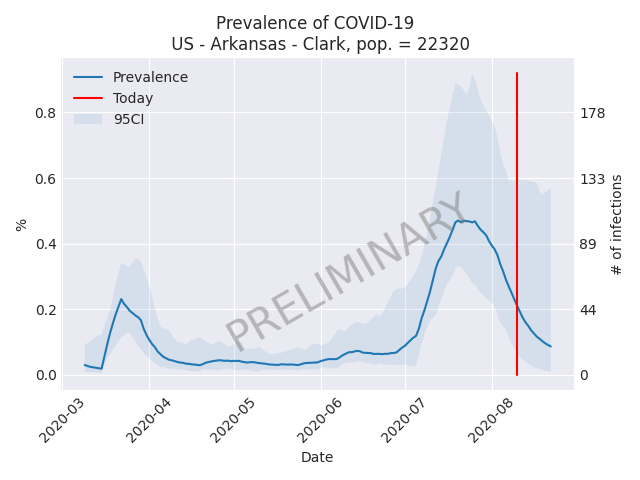 Prevalence of COVID-19
US - Arkansas - Clark, pop. = 22320
Prevalence
Today
95CI
0.8
0.6
0.4
0.2
0.0
%
178
133
89
44
0
# of infections
PRELIMINARY
2020-03
2020-04
2020-05
2020-06
2020-07
2020-08
Date